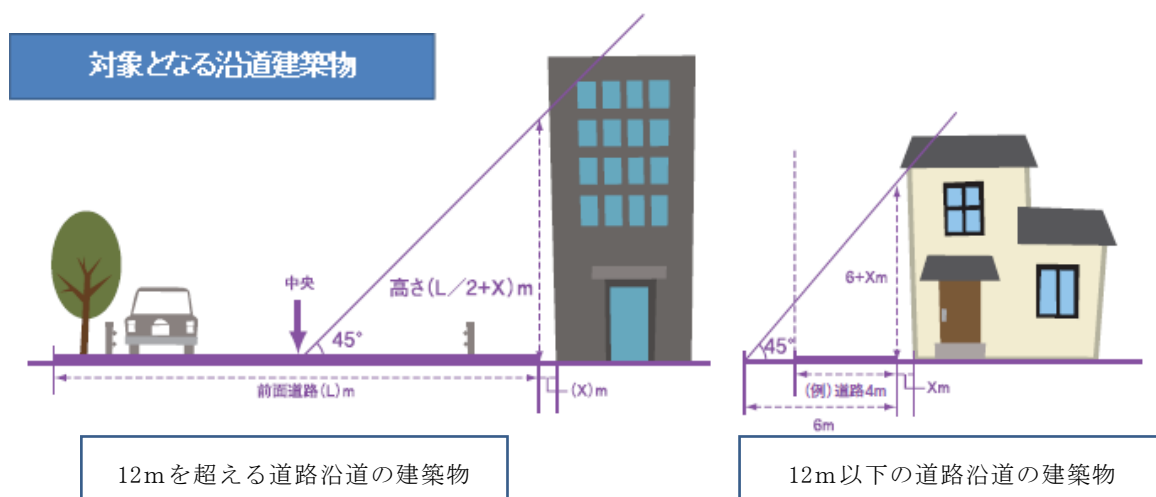 対象となる沿道建築物
中央
高さ(L/2+X)m
45°
前面道路(L)m
(X)m
12mを超える道路沿道の建築物
6+Xm
45°
(例)道路4m
Xm
6m
12m以下の道路沿道の建築物